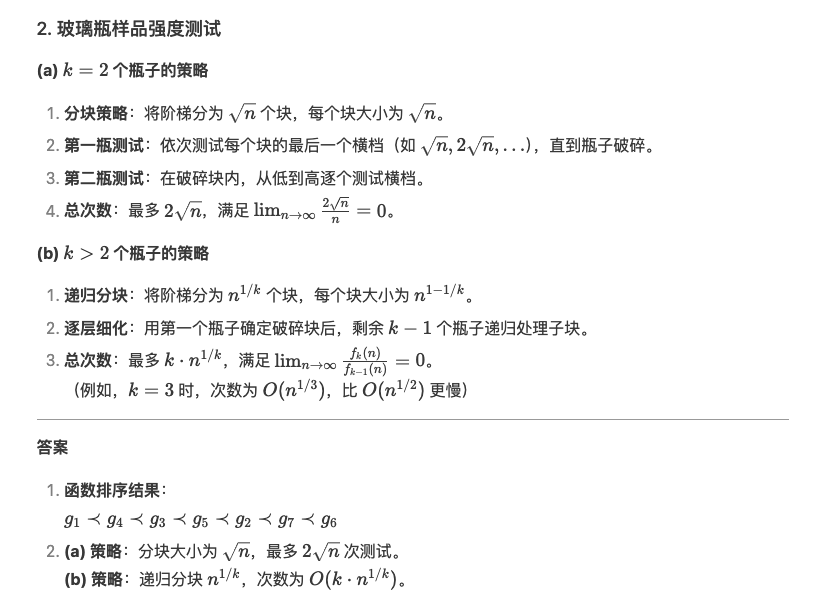 2. 玻璃瓶样品强度测试
(a) k = 2 个瓶子的策略
1. 分块策略：将阶梯分为 √n 个块，每个块大小为 √n。
2. 第一瓶测试：依次测试每个块的最后一个横档（如 √n, 2√n, ...），直到瓶子破碎。
3. 第二瓶测试：在破碎块内，从低到高逐个测试横档。
4. 总次数：最多 2√n，满足 lim_{n→∞} \frac{2√n}{n} = 0。
(b) k > 2 个瓶子的策略
1. 递归分块：将阶梯分为 n^{1/k} 个块，每个块大小为 n^{1−1/k}。
2. 逐层细化：用第一个瓶子确定破碎块后，剩余 k − 1 个瓶子递归处理子块。
3. 总次数：最多 k · n^{1/k}，满足 lim_{n→∞} \frac{f_k(n)}{f_{k−1}(n)} = 0。
（例如，k = 3 时，次数为 O(n^{1/3})，比 O(n^{1/2}) 更慢）
答案
1. 函数排序结果：
g_1 ≺ g_4 ≺ g_3 ≺ g_5 ≺ g_2 ≺ g_7 ≺ g_6
2. (a) 策略：分块大小为 √n，最多 2√n 次测试。
(b) 策略：递归分块 n^{1/k}，次数为 O(k · n^{1/k})。